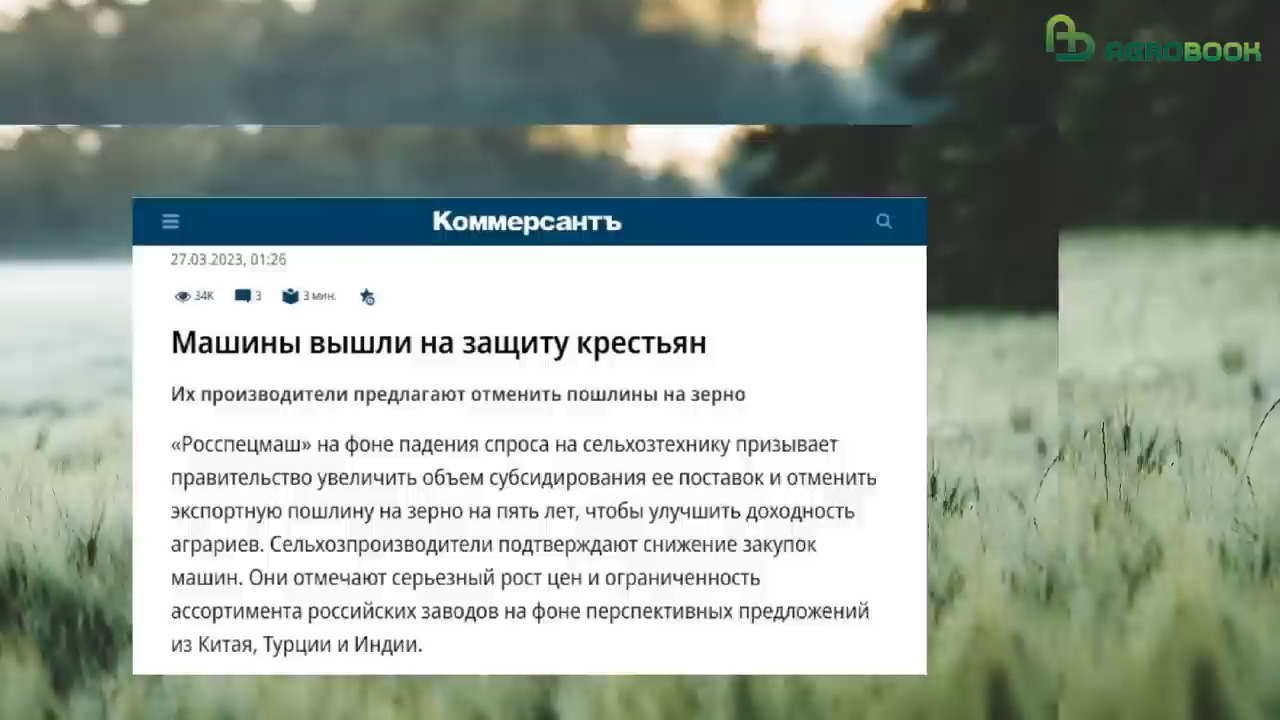 AGROBOOK
Коммерсантъ
27.03.2023, 01:26
34K 3 3 мин.
Машины вышли на защиту крестьян
Их производители предлагают отменить пошлины на зерно
«Росспецмаш» на фоне падения спроса на сельхозтехнику призывает
правительство увеличить объем субсидирования ее поставок и отменить
экспортную пошлину на зерно на пять лет, чтобы улучшить доходность
аграриев. Сельхозпроизводители подтверждают снижение закупок
машин. Они отмечают серьезный рост цен и ограниченность
ассортимента российских заводов на фоне перспективных предложений
из Китая, Турции и Индии.